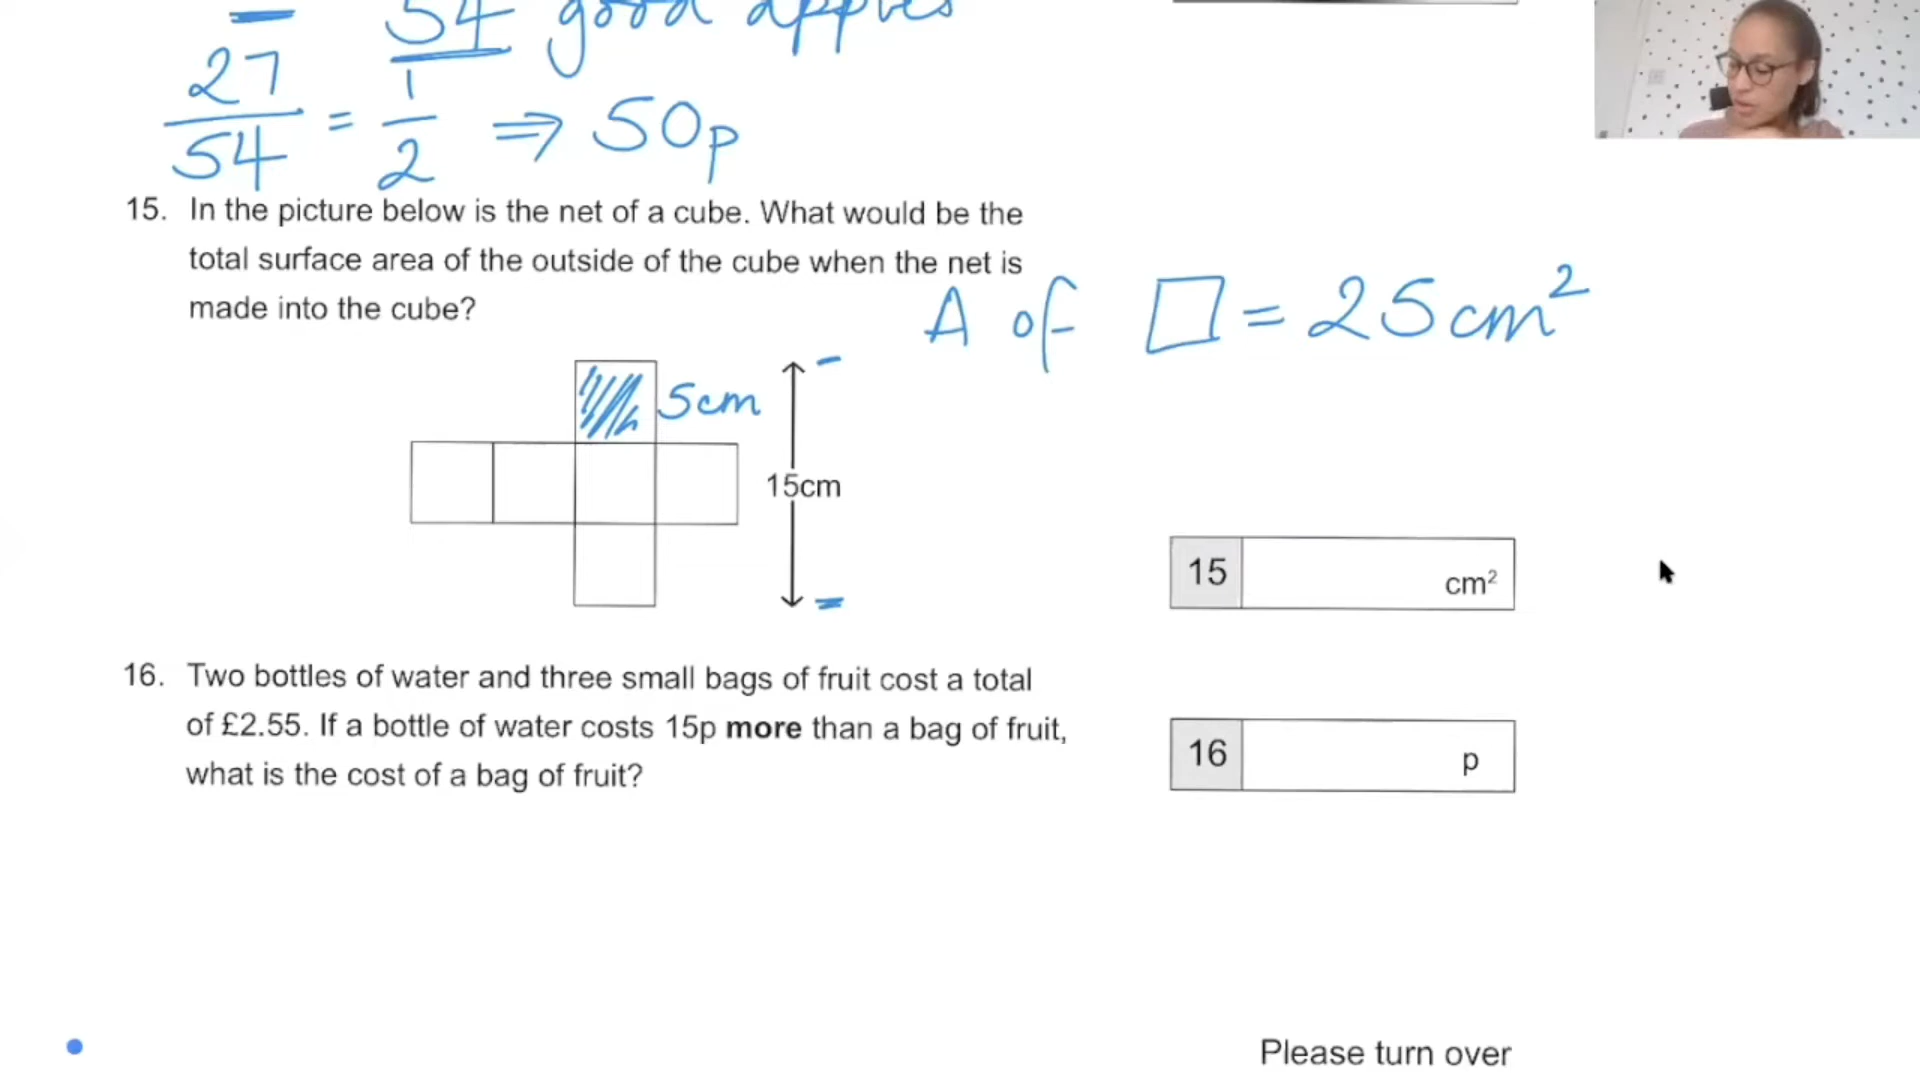 54 good apples
27/54 = 1/2 ⇒ 50p
15. In the picture below is the net of a cube. What would be the
total surface area of the outside of the cube when the net is
made into the cube?
A of □ = 25cm²
5cm
15cm
15 cm²
16. Two bottles of water and three small bags of fruit cost a total
of £2.55. If a bottle of water costs 15p more than a bag of fruit,
what is the cost of a bag of fruit?
16 p
Please turn over